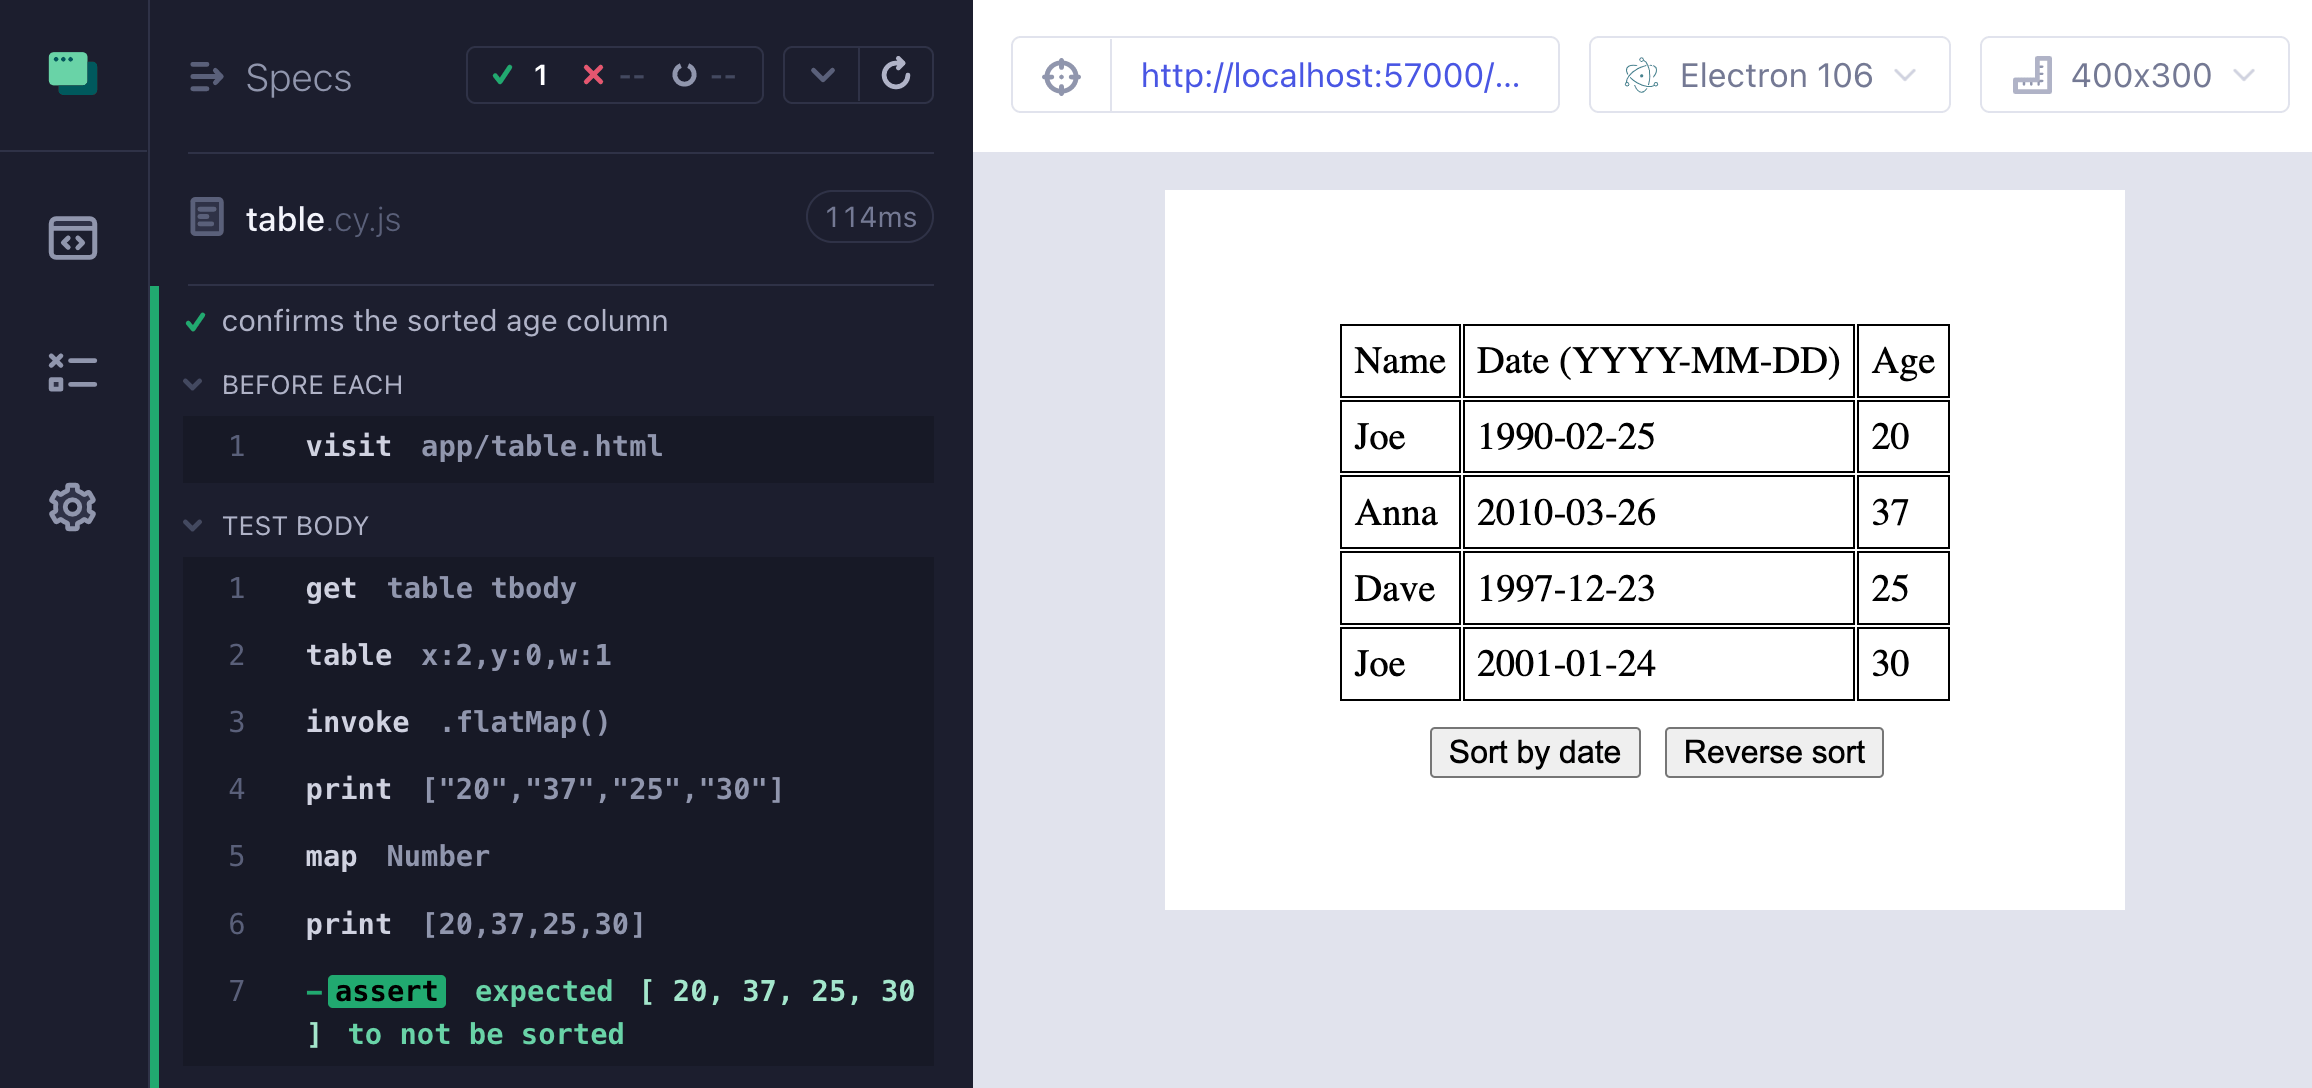 Specs
1 -- --
table.cy.js 114ms
confirms the sorted age column
BEFORE EACH
1 visit app/table.html
TEST BODY
1 get table tbody
2 table x:2,y:0,w:1
3 invoke .flatMap()
4 print ["20","37","25","30"]
5 map Number
6 print [20,37,25,30]
7 -assert expected [ 20, 37, 25, 30
] to not be sorted
http://localhost:57000/... Electron 106 400x300
Name Date (YYYY-MM-DD) Age
Joe 1990-02-25 20
Anna 2010-03-26 37
Dave 1997-12-23 25
Joe 2001-01-24 30
Sort by date Reverse sort